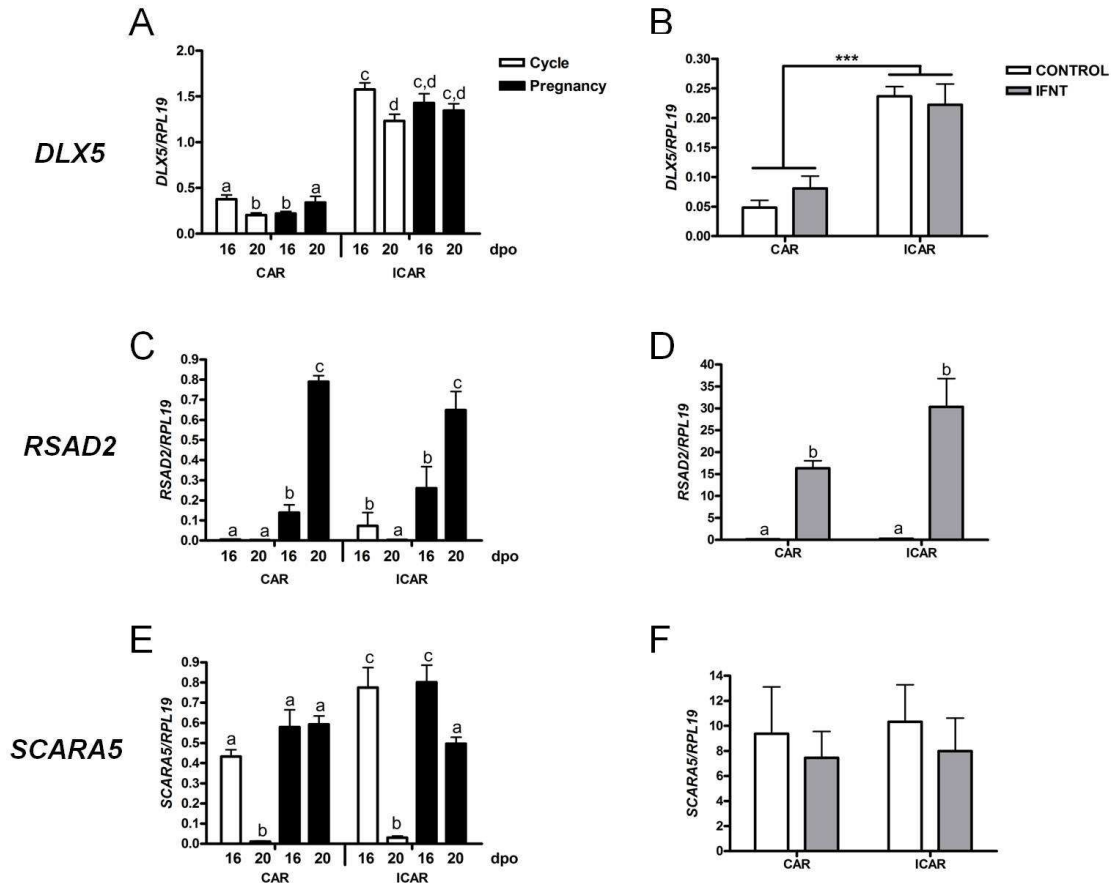 A
DLX5
DLX5/RPL19
2.0
1.5
1.0
0.5
0.0
a
b
b
a
c
d
c,d
c,d
Cycle
Pregnancy
16 20 16 20 16 20 16 20 dpo
CAR ICAR
B
DLX5/RPL19
0.30
0.25
0.20
0.15
0.10
0.05
0.00
***
CONTROL
IFNT
CAR ICAR
C
RSAD2
RSAD2/RPL19
0.9
0.8
0.7
0.6
0.5
0.4
0.3
0.2
0.1
0.0
a
a
b
c
b
a
b
c
16 20 16 20 16 20 16 20 dpo
CAR ICAR
D
RSAD2/RPL19
40
35
30
25
20
15
10
5
0
a
b
a
b
CAR ICAR
E
SCARA5
SCARA5/RPL19
0.9
0.8
0.7
0.6
0.5
0.4
0.3
0.2
0.1
0.0
a
b
a
a
c
b
c
a
16 20 16 20 16 20 16 20 dpo
CAR ICAR
F
SCARA5/RPL19
14
12
10
8
6
4
2
0
CAR ICAR